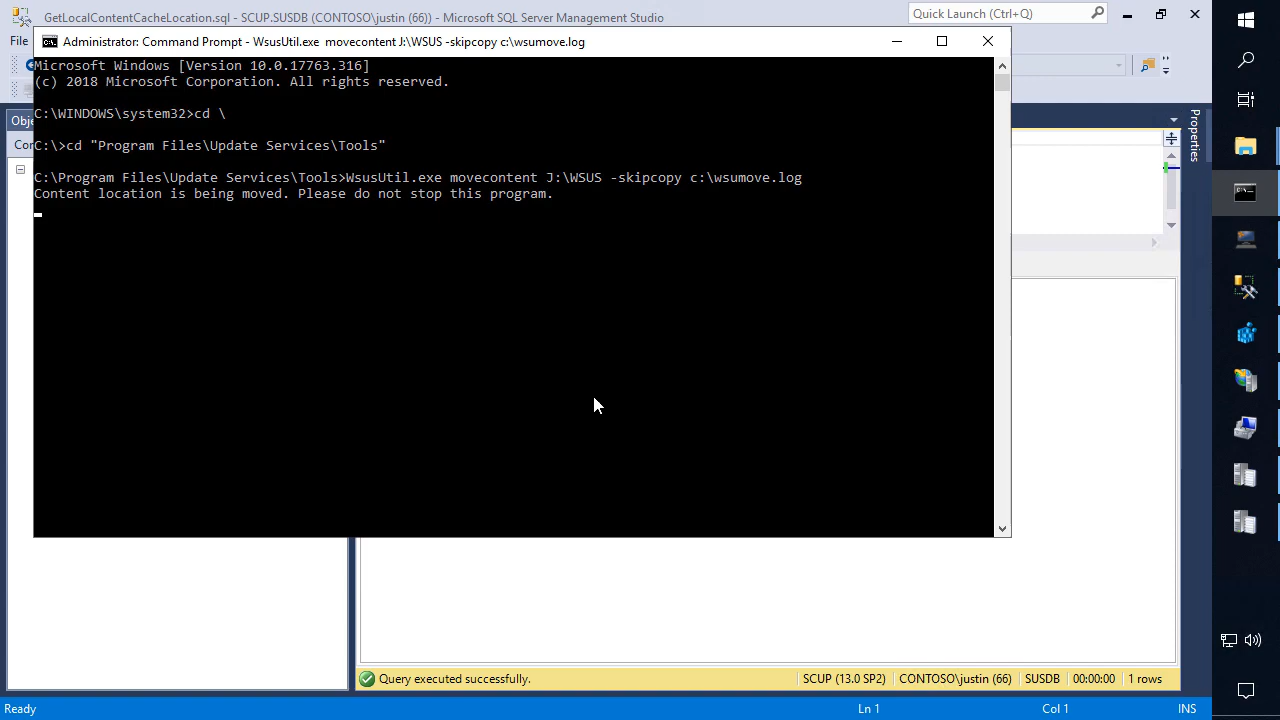 GetLocalContentCacheLocation.sql - SCUP.SUSDB (CONTOSO\justin (66)) - Microsoft SQL Server Management Studio
Quick Launch (Ctrl+Q)
File
Administrator: Command Prompt - WsusUtil.exe  movecontent J:\WSUS -skipcopy c:\wsumove.log
Microsoft Windows [Version 10.0.17763.316]
(c) 2018 Microsoft Corporation. All rights reserved.
C:\WINDOWS\system32>cd \
C:\>cd "Program Files\Update Services\Tools"
C:\Program Files\Update Services\Tools>WsusUtil.exe movecontent J:\WSUS -skipcopy c:\wsumove.log
Content location is being moved. Please do not stop this program.
Obje
Cor
Properties
Query executed successfully.
SCUP (13.0 SP2)
CONTOSO\justin (66)
SUSDB
00:00:00
1 rows
Ready
Ln 1
Col 1
INS